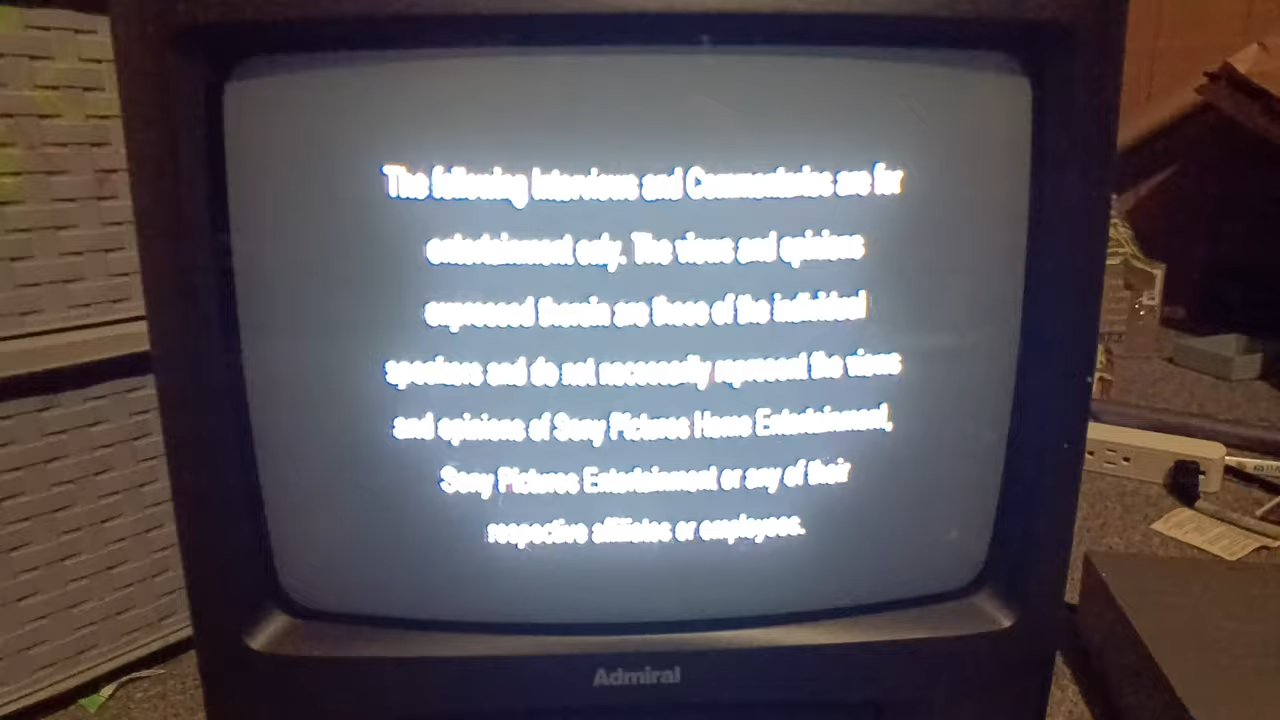 The following Interviews and Commentaries are for
entertainment only. The views and opinions
expressed therein are those of the individual
speakers and do not necessarily represent the views
and opinions of Sony Pictures Home Entertainment,
Sony Pictures Entertainment or any of their
respective affiliates or employees.
Admiral